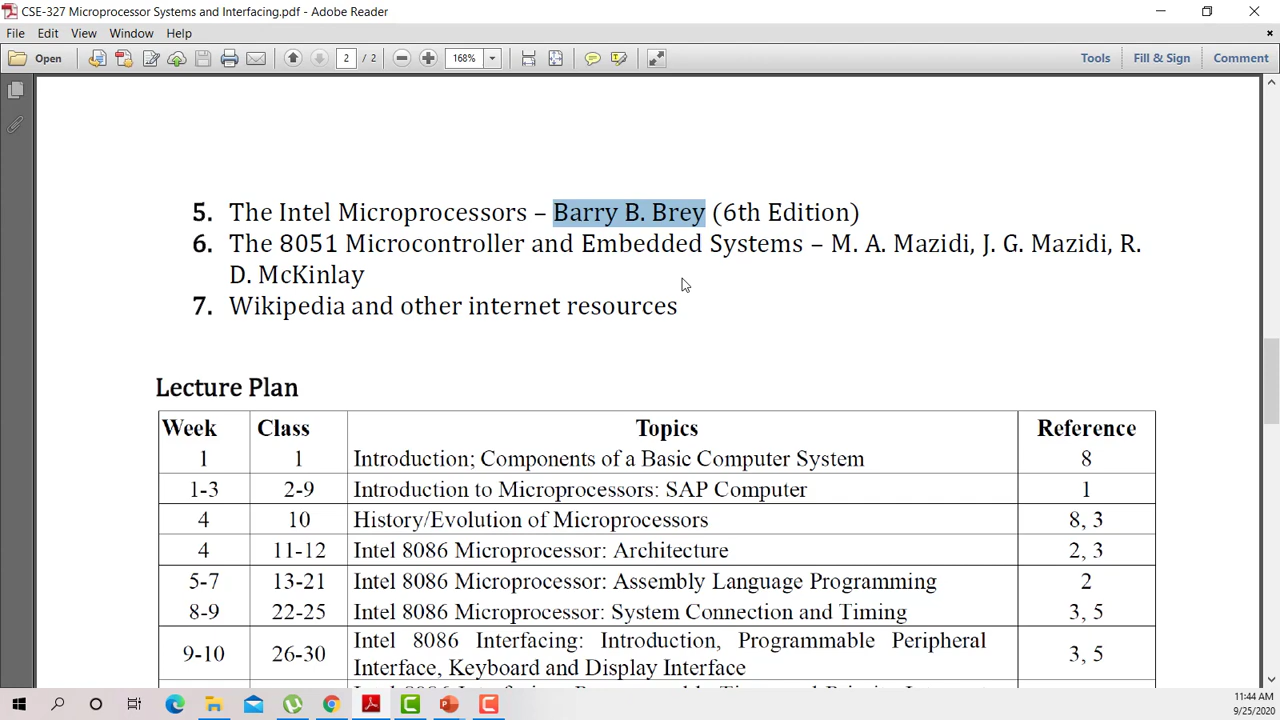 CSE-327 Microprocessor Systems and Interfacing.pdf - Adobe Reader
File Edit View Window Help
Open 2 / 2 168% Tools Fill & Sign Comment
5. The Intel Microprocessors – Barry B. Brey (6th Edition)
6. The 8051 Microcontroller and Embedded Systems – M. A. Mazidi, J. G. Mazidi, R.
D. McKinlay
7. Wikipedia and other internet resources
Lecture Plan
Week Class Topics Reference
1 1 Introduction; Components of a Basic Computer System 8
1-3 2-9 Introduction to Microprocessors: SAP Computer 1
4 10 History/Evolution of Microprocessors 8, 3
4 11-12 Intel 8086 Microprocessor: Architecture 2, 3
5-7 13-21 Intel 8086 Microprocessor: Assembly Language Programming 2
8-9 22-25 Intel 8086 Microprocessor: System Connection and Timing 3, 5
9-10 26-30 Intel 8086 Interfacing: Introduction, Programmable Peripheral
Interface, Keyboard and Display Interface 3, 5
11:44 AM
9/25/2020